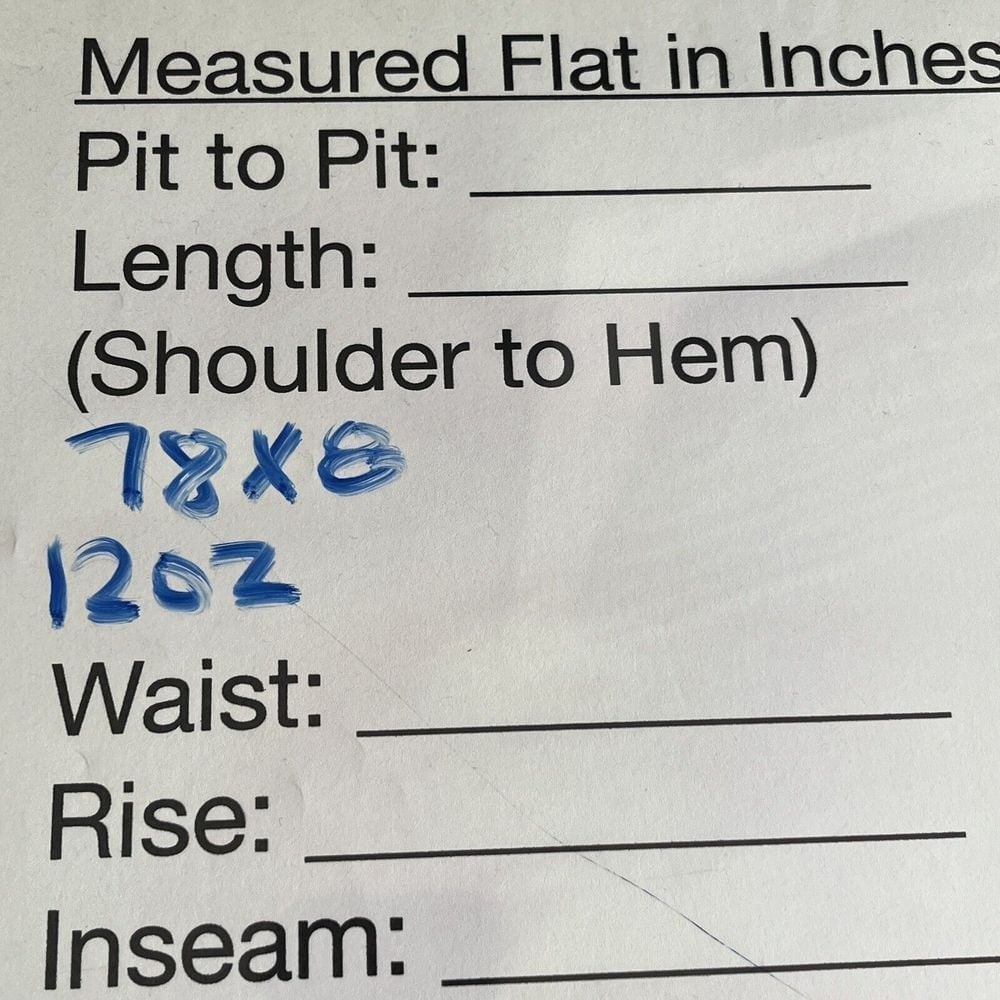 Measured Flat in Inches
Pit to Pit:
Length:
(Shoulder to Hem)
78x8
12oz
Waist:
Rise:
Inseam: